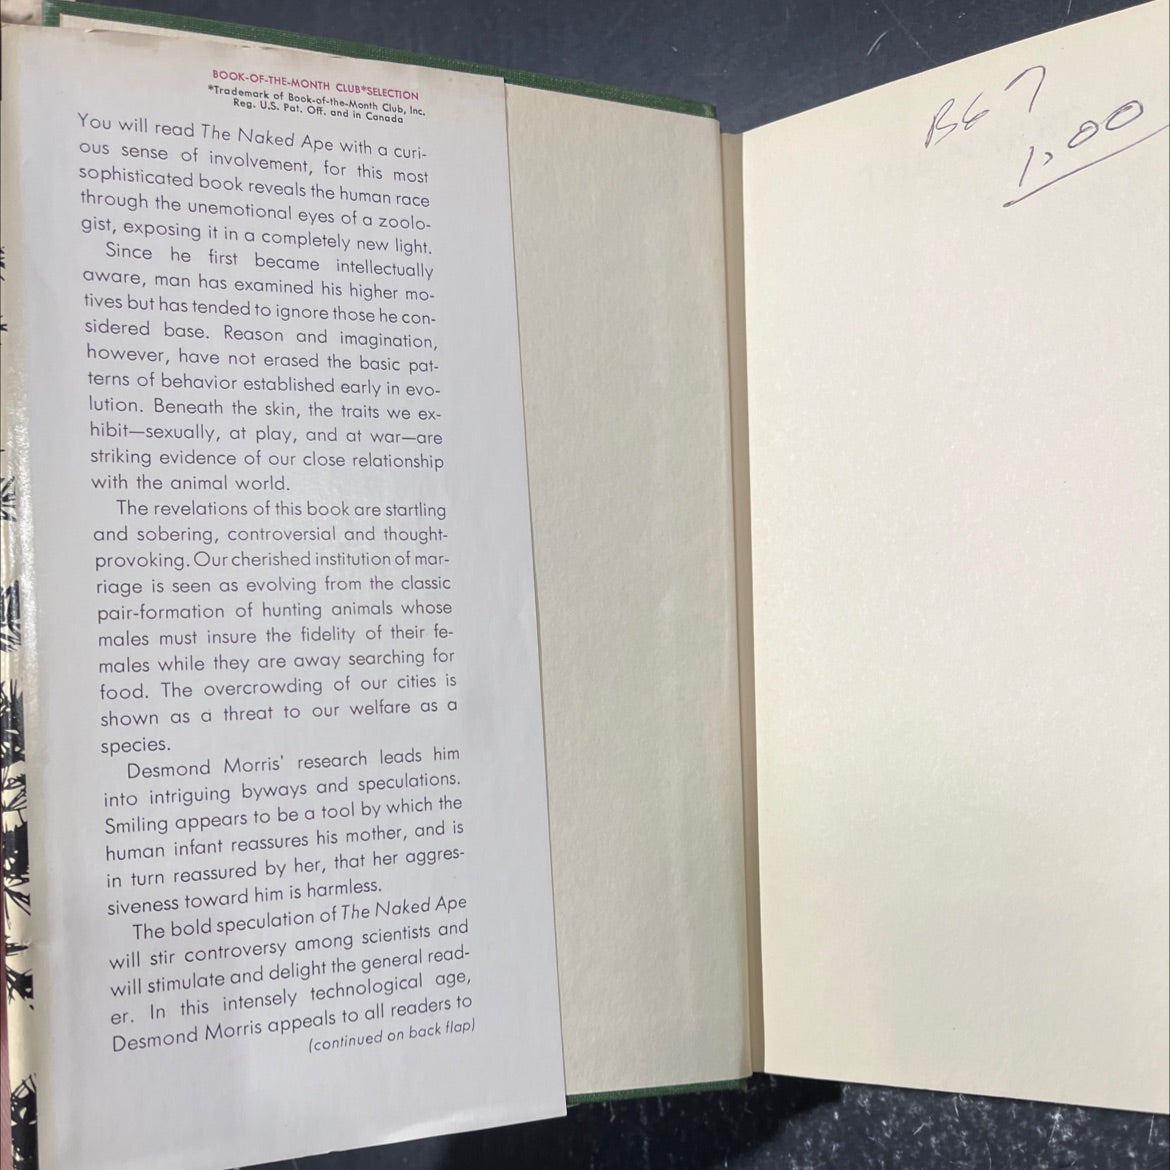 BOOK-OF-THE-MONTH CLUB*SELECTION
*Trademark of Book-of-the-Month Club, Inc.
Reg. U.S. Pat. Off. and in Canada
You will read The Naked Ape with a curi-
ous sense of involvement, for this most
sophisticated book reveals the human race
through the unemotional eyes of a zoolo-
gist, exposing it in a completely new light.
Since he first became intellectually
aware, man has examined his higher mo-
tives but has tended to ignore those he con-
sidered base. Reason and imagination,
however, have not erased the basic pat-
terns of behavior established early in evo-
lution. Beneath the skin, the traits we ex-
hibit—sexually, at play, and at war—are
striking evidence of our close relationship
with the animal world.
The revelations of this book are startling
and sobering, controversial and thought-
provoking. Our cherished institution of mar-
riage is seen as evolving from the classic
pair-formation of hunting animals whose
males must insure the fidelity of their fe-
males while they are away searching for
food. The overcrowding of our cities is
shown as a threat to our welfare as a
species.
Desmond Morris' research leads him
into intriguing byways and speculations.
Smiling appears to be a tool by which the
human infant reassures his mother, and is
in turn reassured by her, that her aggres-
siveness toward him is harmless.
The bold speculation of The Naked Ape
will stir controversy among scientists and
will stimulate and delight the general read-
er. In this intensely technological age,
Desmond Morris appeals to all readers to
(continued on back flap)
1.00